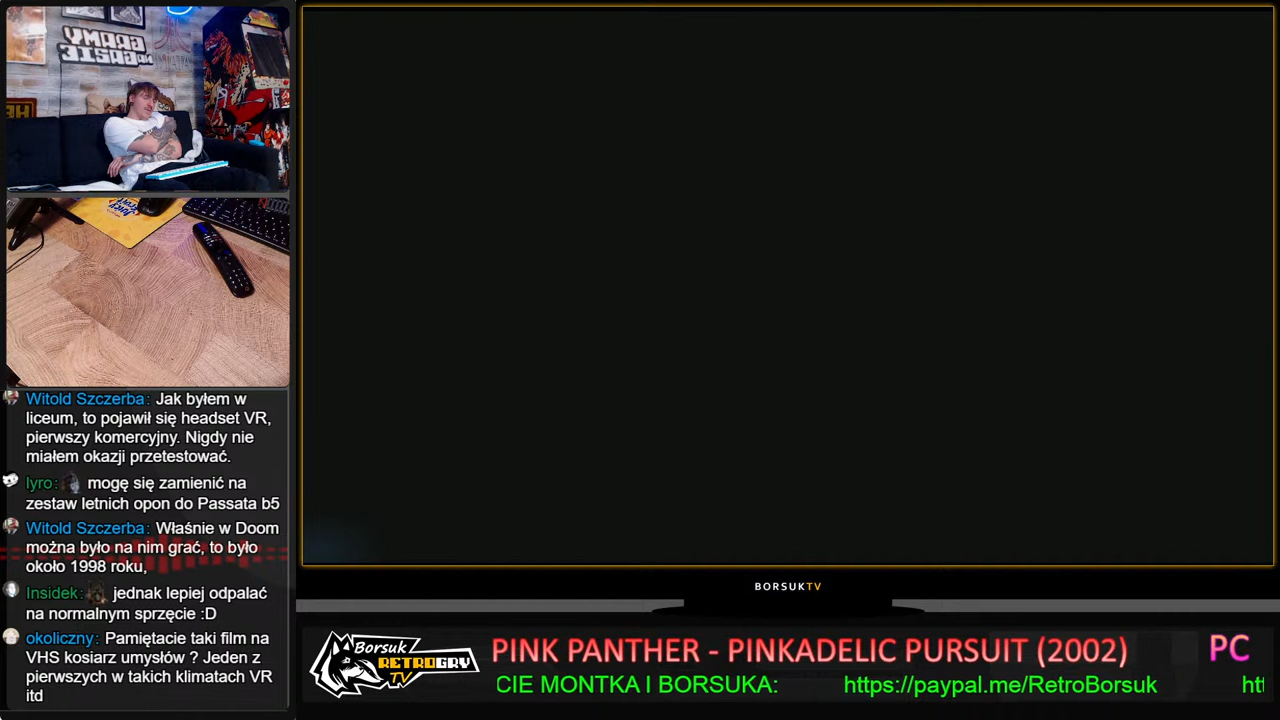 GRAMY
NA GAZIE
Witold Szczerba: Jak byłem w
liceum, to pojawił się headset VR,
pierwszy komercyjny. Nigdy nie
miałem okazji przetestować.
lyro: mogę się zamienić na
zestaw letnich opon do Passata b5
Witold Szczerba: Właśnie w Doom
można było na nim grać, to było
około 1998 roku,
Insidek: jednak lepiej odpalać
na normalnym sprzęcie :D
okoliczny: Pamiętacie taki film na
VHS kosiarz umysłów ? Jeden z
pierwszych w takich klimatach VR
itd
BORSUKTV
Borsuk
RETROGRY
TV
PINK PANTHER - PINKADELIC PURSUIT (2002) PC
CIE MONTKA I BORSUKA: https://paypal.me/RetroBorsuk htt